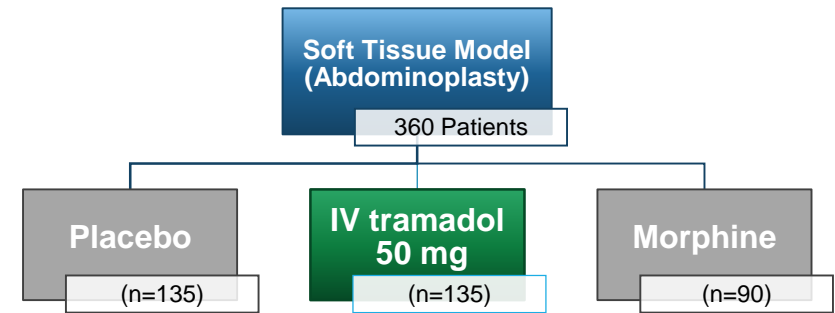 Soft Tissue Model
(Abdominoplasty)
360 Patients
Placebo
(n=135)
IV tramadol
50 mg
(n=135)
Morphine
(n=90)